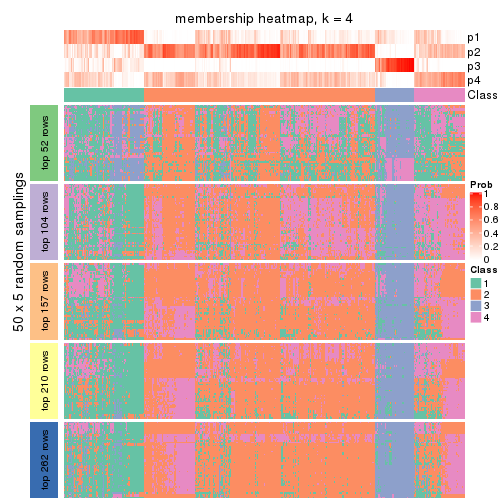 membership heatmap, k = 4
p1
p2
p3
p4
Class
50 x 5 random samplings
top 52 rows
top 104 rows
top 157 rows
top 210 rows
top 262 rows
Prob
1
0.8
0.6
0.4
0.2
0
Class
1
2
3
4